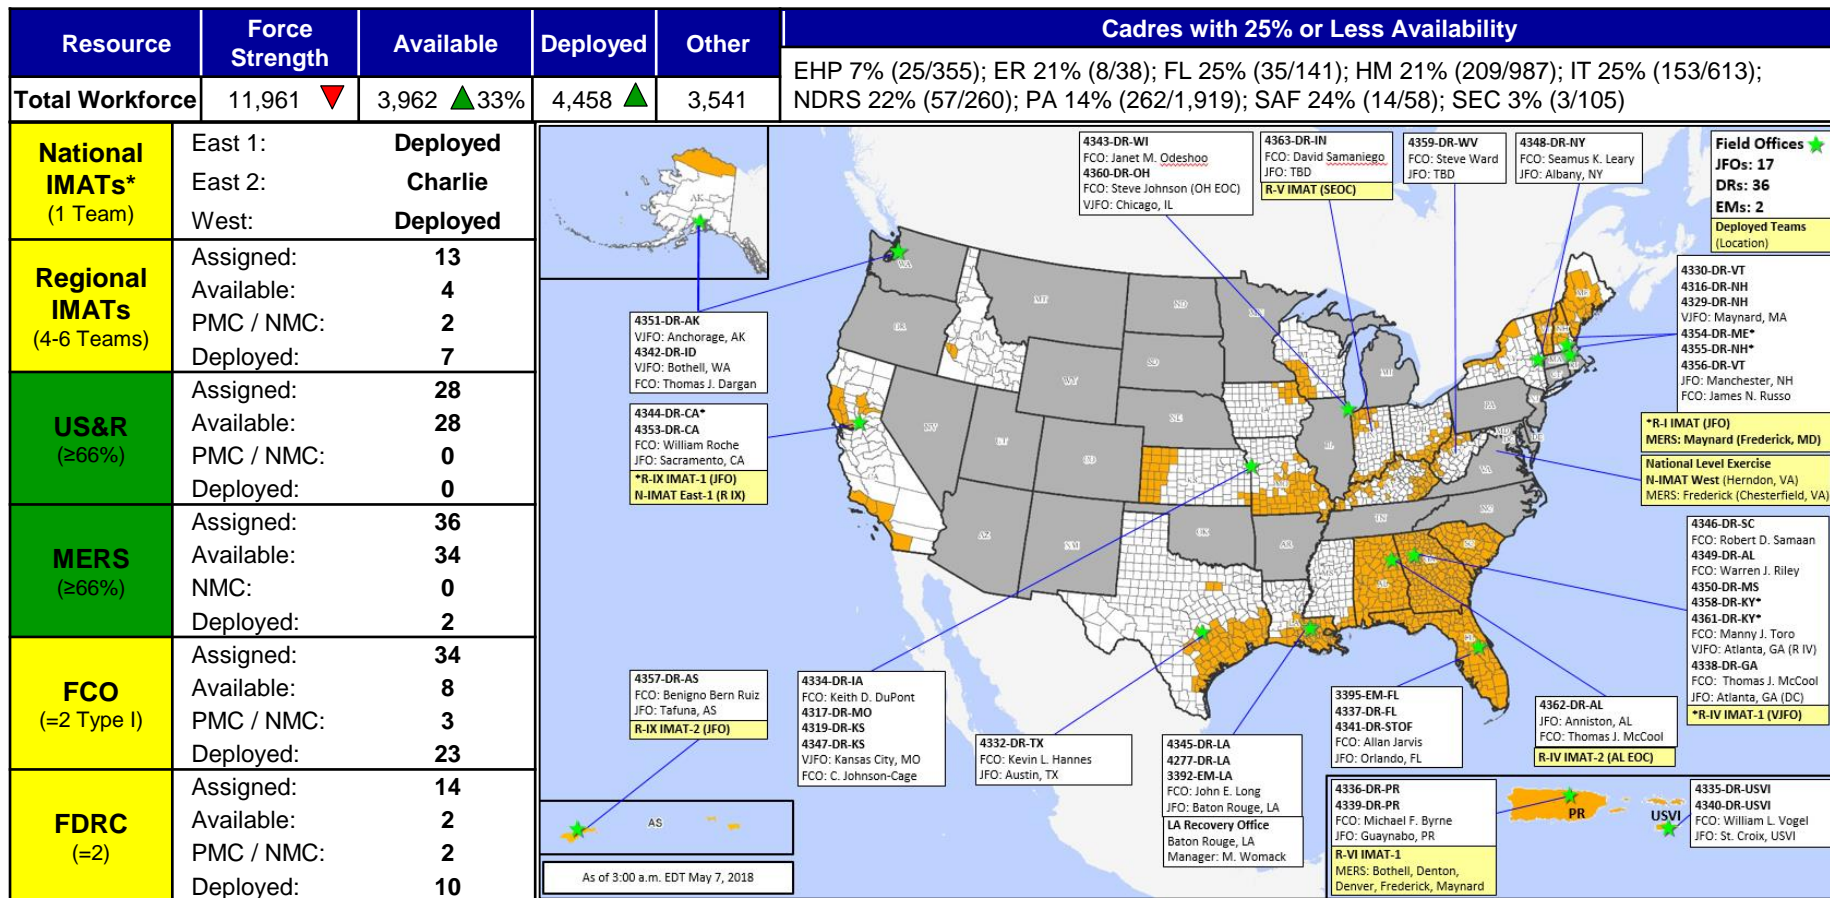 Resource
Force
Strength
Available
Deployed
Other
Cadres with 25% or Less Availability
Total Workforce
11,961
3,962
33%
4,458
3,541
EHP 7% (25/355); ER 21% (8/38); FL 25% (35/141); HM 21% (209/987); IT 25% (153/613);
NDRS 22% (57/260); PA 14% (262/1,919); SAF 24% (14/58); SEC 3% (3/105)
National
IMATs*
(1 Team)
East 1: Deployed
East 2: Charlie
West: Deployed
Regional
IMATs
(4-6 Teams)
Assigned: 13
Available: 4
PMC / NMC: 2
Deployed: 7
US&R
(≥66%)
Assigned: 28
Available: 28
PMC / NMC: 0
Deployed: 0
MERS
(≥66%)
Assigned: 36
Available: 34
NMC: 0
Deployed: 2
FCO
(=2 Type I)
Assigned: 34
Available: 8
PMC / NMC: 3
Deployed: 23
FDRC
(=2)
Assigned: 14
Available: 2
PMC / NMC: 2
Deployed: 10
4343-DR-WI
FCO: Janet M. Odeshoo
4360-DR-OH
FCO: Steve Johnson (OH EOC)
VJFO: Chicago, IL
4363-DR-IN
FCO: David Samaniego
JFO: TBD
R-V IMAT (SEOC)
4359-DR-WV
FCO: Steve Ward
JFO: TBD
4348-DR-NY
FCO: Seamus K. Leary
JFO: Albany, NY
Field Offices
JFOs: 17
DRs: 36
EMs: 2
Deployed Teams
(Location)
4330-DR-VT
4316-DR-NH
4329-DR-NH
VJFO: Maynard, MA
4354-DR-ME*
4355-DR-NH*
4356-DR-VT
JFO: Manchester, NH
FCO: James N. Russo
*R-I IMAT (JFO)
MERS: Maynard (Frederick, MD)
National Level Exercise
N-IMAT West (Herndon, VA)
MERS: Frederick (Chesterfield, VA)
4351-DR-AK
VJFO: Anchorage, AK
4342-DR-ID
VJFO: Bothell, WA
FCO: Thomas J. Dargan
4344-DR-CA*
4353-DR-CA
FCO: William Roche
JFO: Sacramento, CA
*R-IX IMAT-1 (JFO)
N-IMAT East-1 (R IX)
4346-DR-SC
FCO: Robert D. Samaan
4349-DR-AL
FCO: Warren J. Riley
4350-DR-MS
4358-DR-KY*
4361-DR-KY*
FCO: Manny J. Toro
VJFO: Atlanta, GA (R IV)
4338-DR-GA
FCO: Thomas J. McCool
JFO: Atlanta, GA (DC)
*R-IV IMAT-1 (VJFO)
4357-DR-AS
FCO: Benigno Bern Ruiz
JFO: Tafuna, AS
R-IX IMAT-2 (JFO)
4334-DR-IA
FCO: Keith D. DuPont
4317-DR-MO
4319-DR-KS
4347-DR-KS
VJFO: Kansas City, MO
FCO: C. Johnson-Cage
4332-DR-TX
FCO: Kevin L. Hannes
JFO: Austin, TX
4345-DR-LA
4277-DR-LA
3392-EM-LA
FCO: John E. Long
JFO: Baton Rouge, LA
LA Recovery Office
Baton Rouge, LA
Manager: M. Womack
3395-EM-FL
4337-DR-FL
4341-DR-STOF
FCO: Allan Jarvis
JFO: Orlando, FL
4362-DR-AL
JFO: Anniston, AL
FCO: Thomas J. McCool
R-IV IMAT-2 (AL EOC)
4336-DR-PR
4339-DR-PR
FCO: Michael F. Byrne
JFO: Guaynabo, PR
R-VI IMAT-1
MERS: Bothell, Denton,
Denver, Frederick, Maynard
PR
USVI
4335-DR-USVI
4340-DR-USVI
FCO: William L. Vogel
JFO: St. Croix, USVI
AS
As of 3:00 a.m. EDT May 7, 2018
AK
WA
MT
ND
SD
WY
NE
NV
UT
CO
AZ
NM
OK
AR
TN
NC
VA
PA
IL
MI